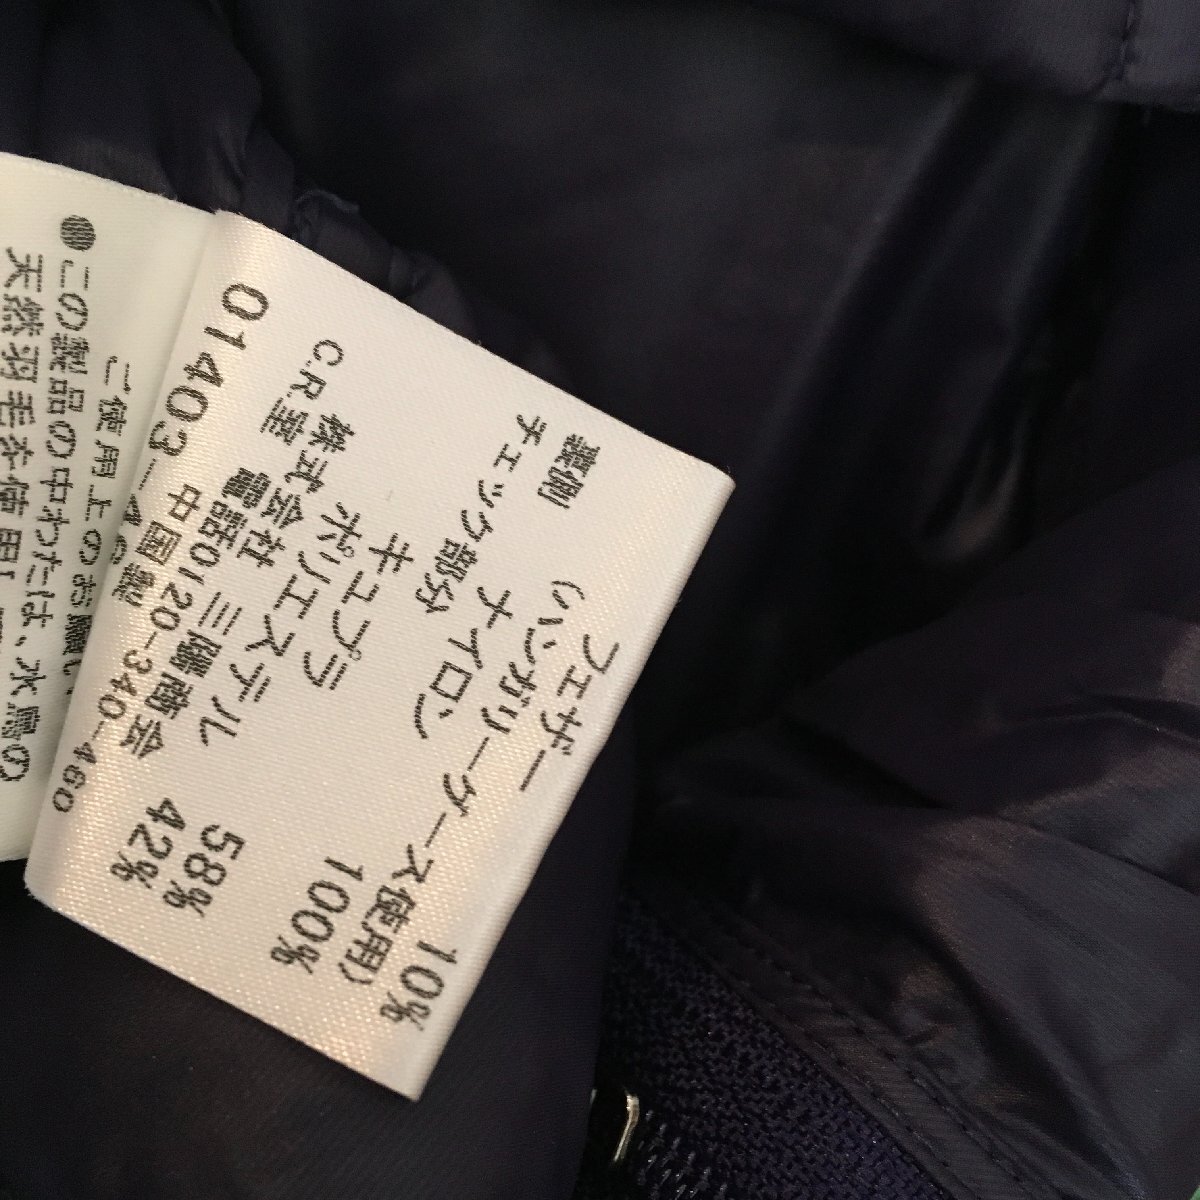 フェザー 10%
(ハンガリーグース使用)
裏側 ナイロン 100%
チェック部分
キュプラ 58%
ポリエステル 42%
株式会社 三陽商会
C.R.室 電話0120-340-460
中国製
01403
ご使用上のお願い
●この製品の中わたは、水鳥の
天然羽毛を使用